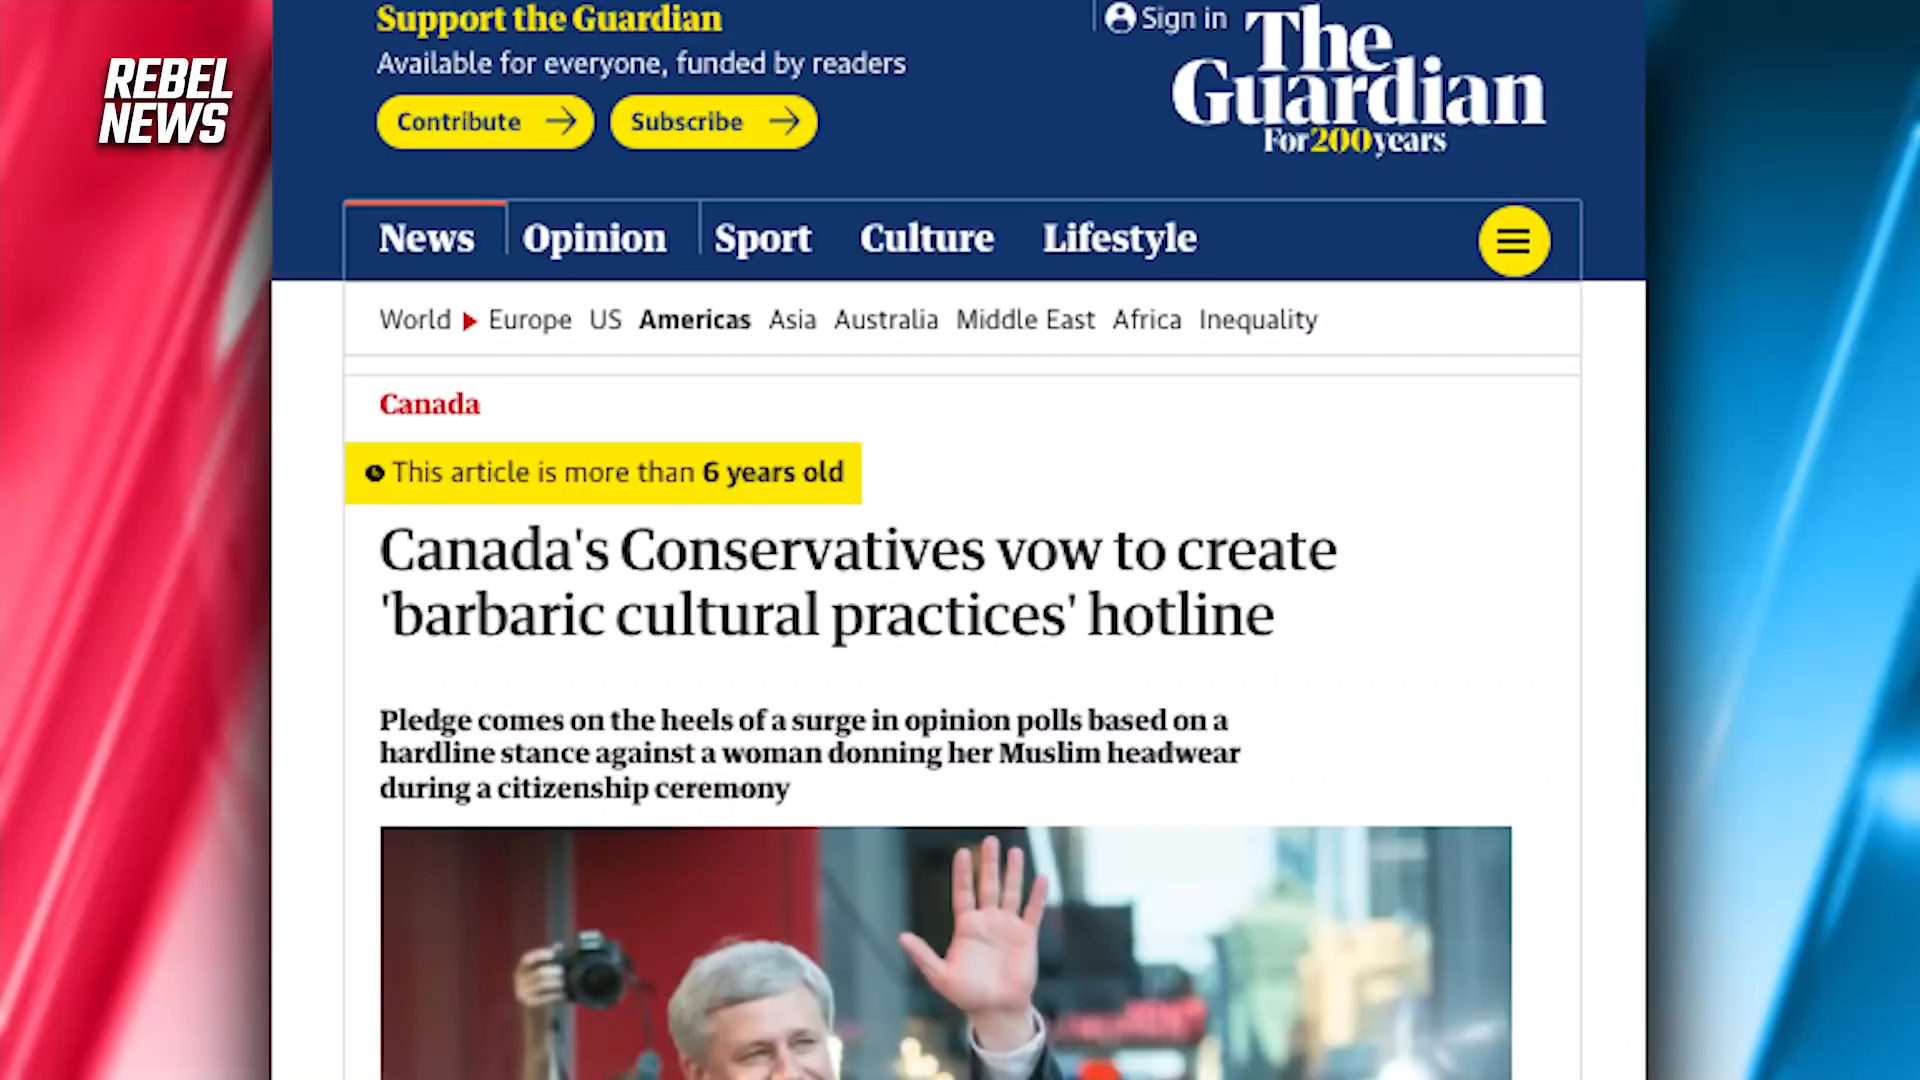 REBEL
NEWS
Support the Guardian
Available for everyone, funded by readers
Contribute
Subscribe
Sign in
The
Guardian
For200years
News Opinion Sport Culture Lifestyle
World Europe US Americas Asia Australia Middle East Africa Inequality
Canada
This article is more than 6 years old
Canada's Conservatives vow to create
'barbaric cultural practices' hotline
Pledge comes on the heels of a surge in opinion polls based on a
hardline stance against a woman donning her Muslim headwear
during a citizenship ceremony